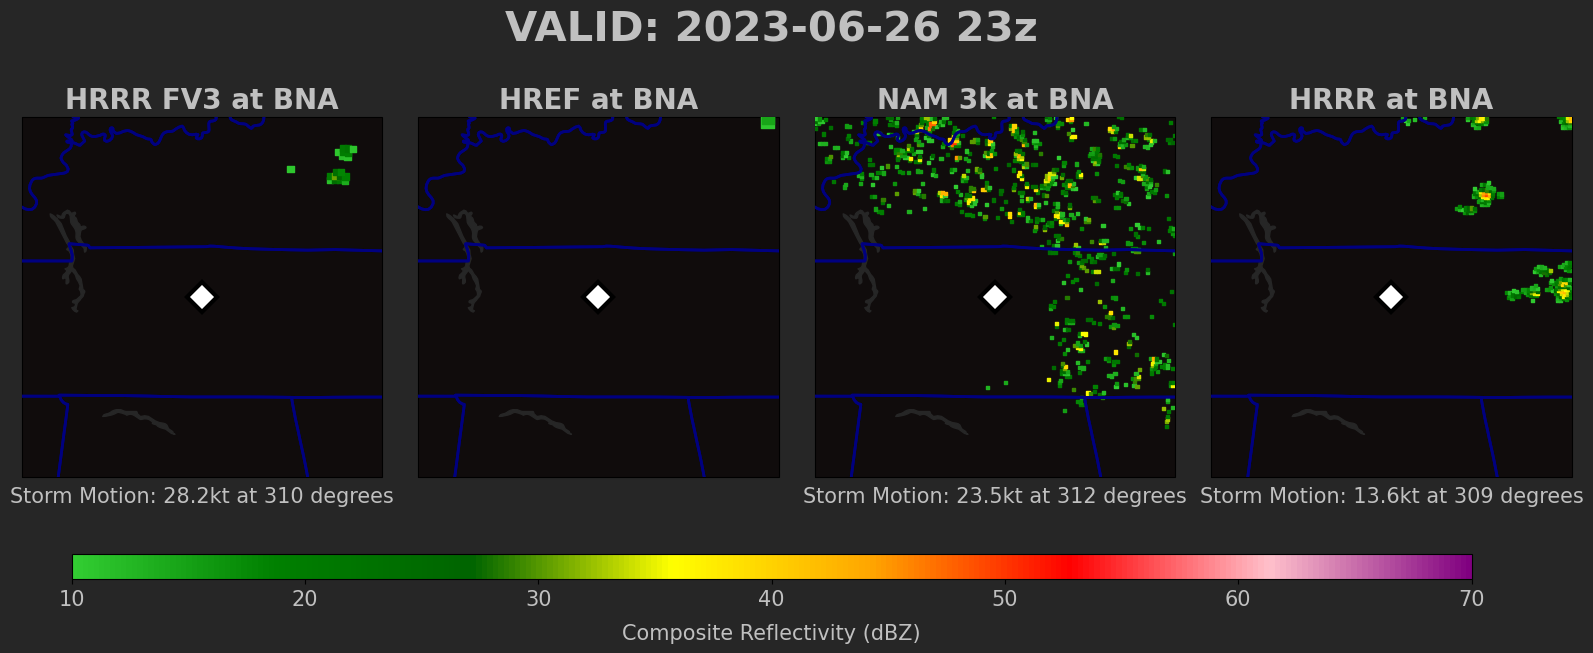 VALID: 2023-06-26 23z
HRRR FV3 at BNA
HREF at BNA
NAM 3k at BNA
HRRR at BNA
Storm Motion: 28.2kt at 310 degrees
Storm Motion: 23.5kt at 312 degrees
Storm Motion: 13.6kt at 309 degrees
10 20 30 40 50 60 70
Composite Reflectivity (dBZ)